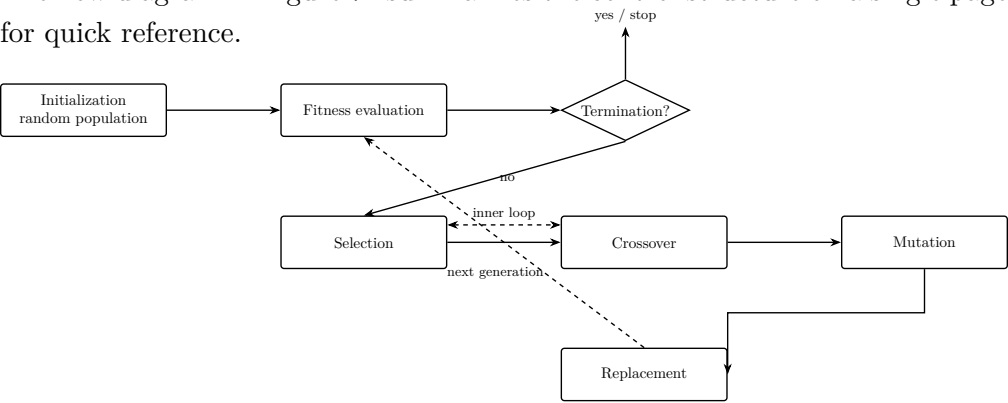 for quick reference.
yes / stop
Initialization
random population
Fitness evaluation
Termination?
no
inner loop
Selection
Crossover
Mutation
next generation
Replacement